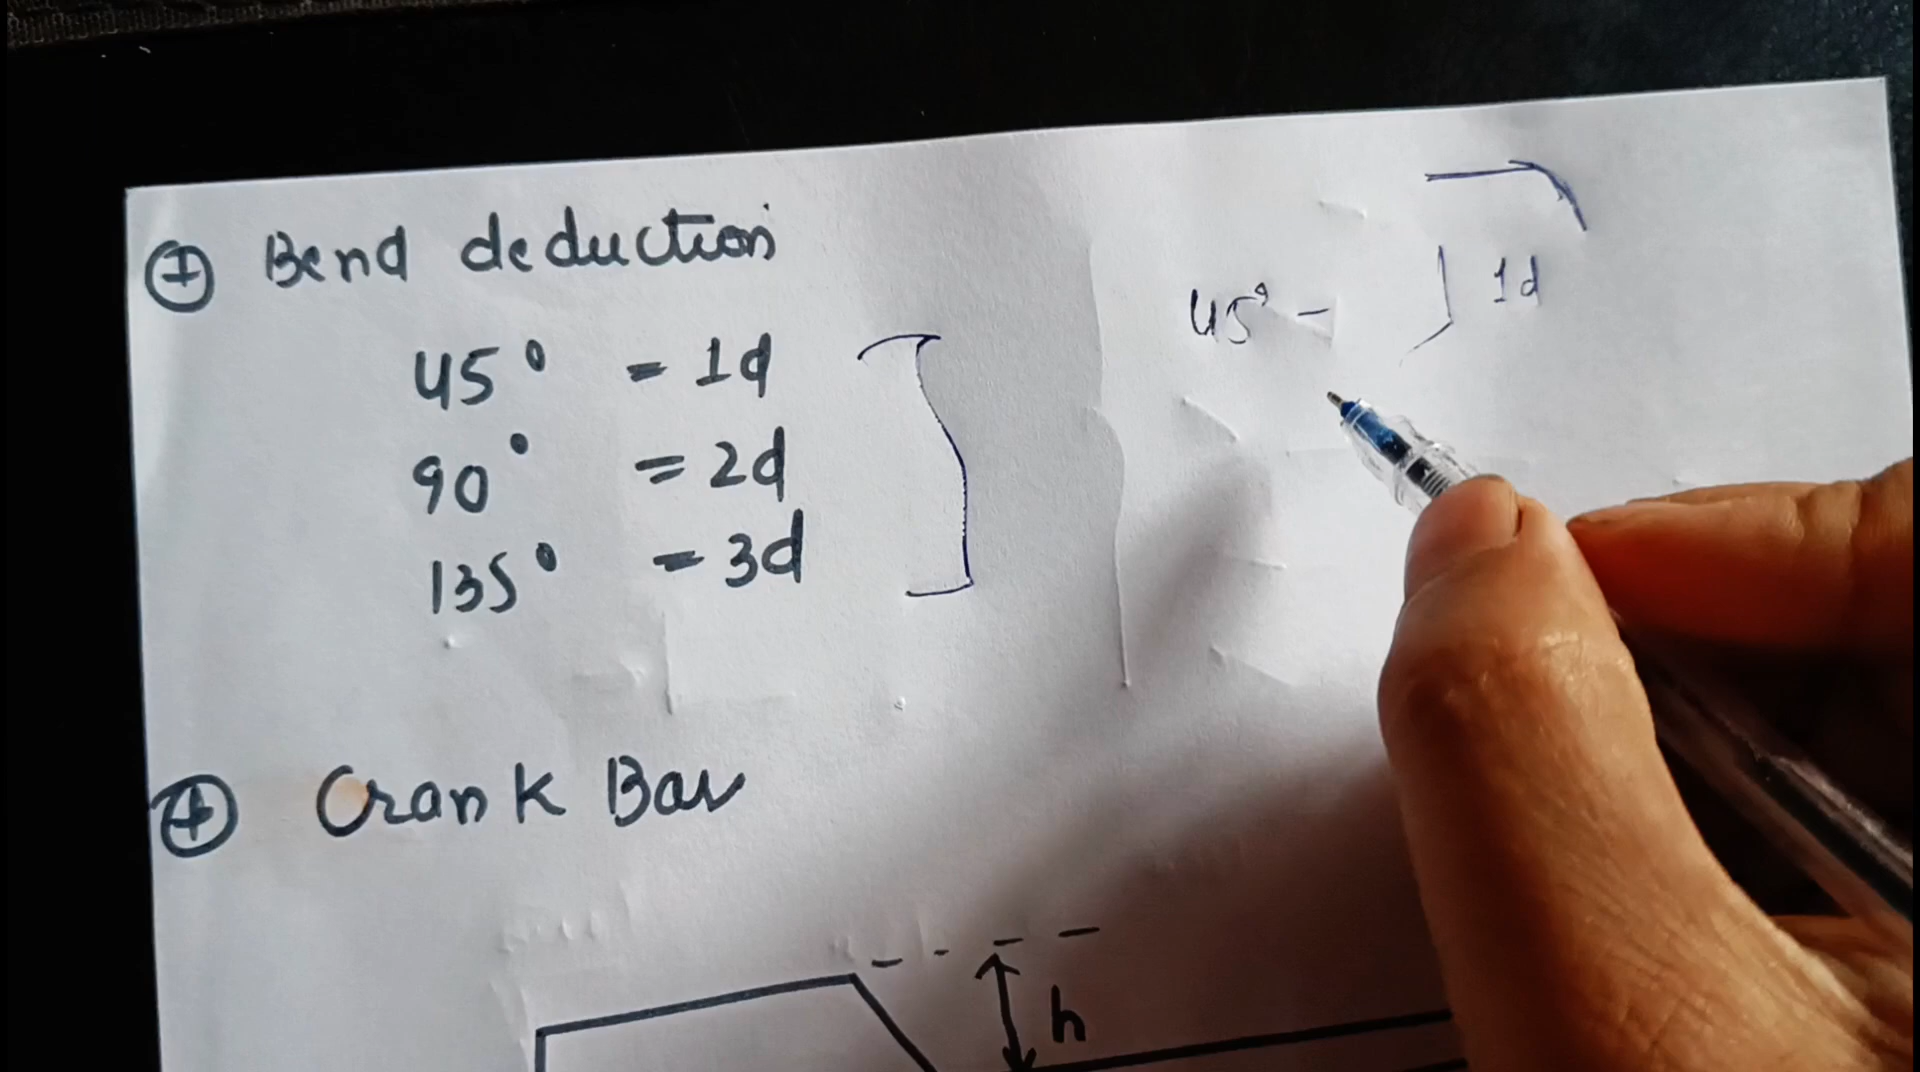 Bend deduction
45° = 1d
90° = 2d
135° = 3d
45° -
1d
Crank Bar
h